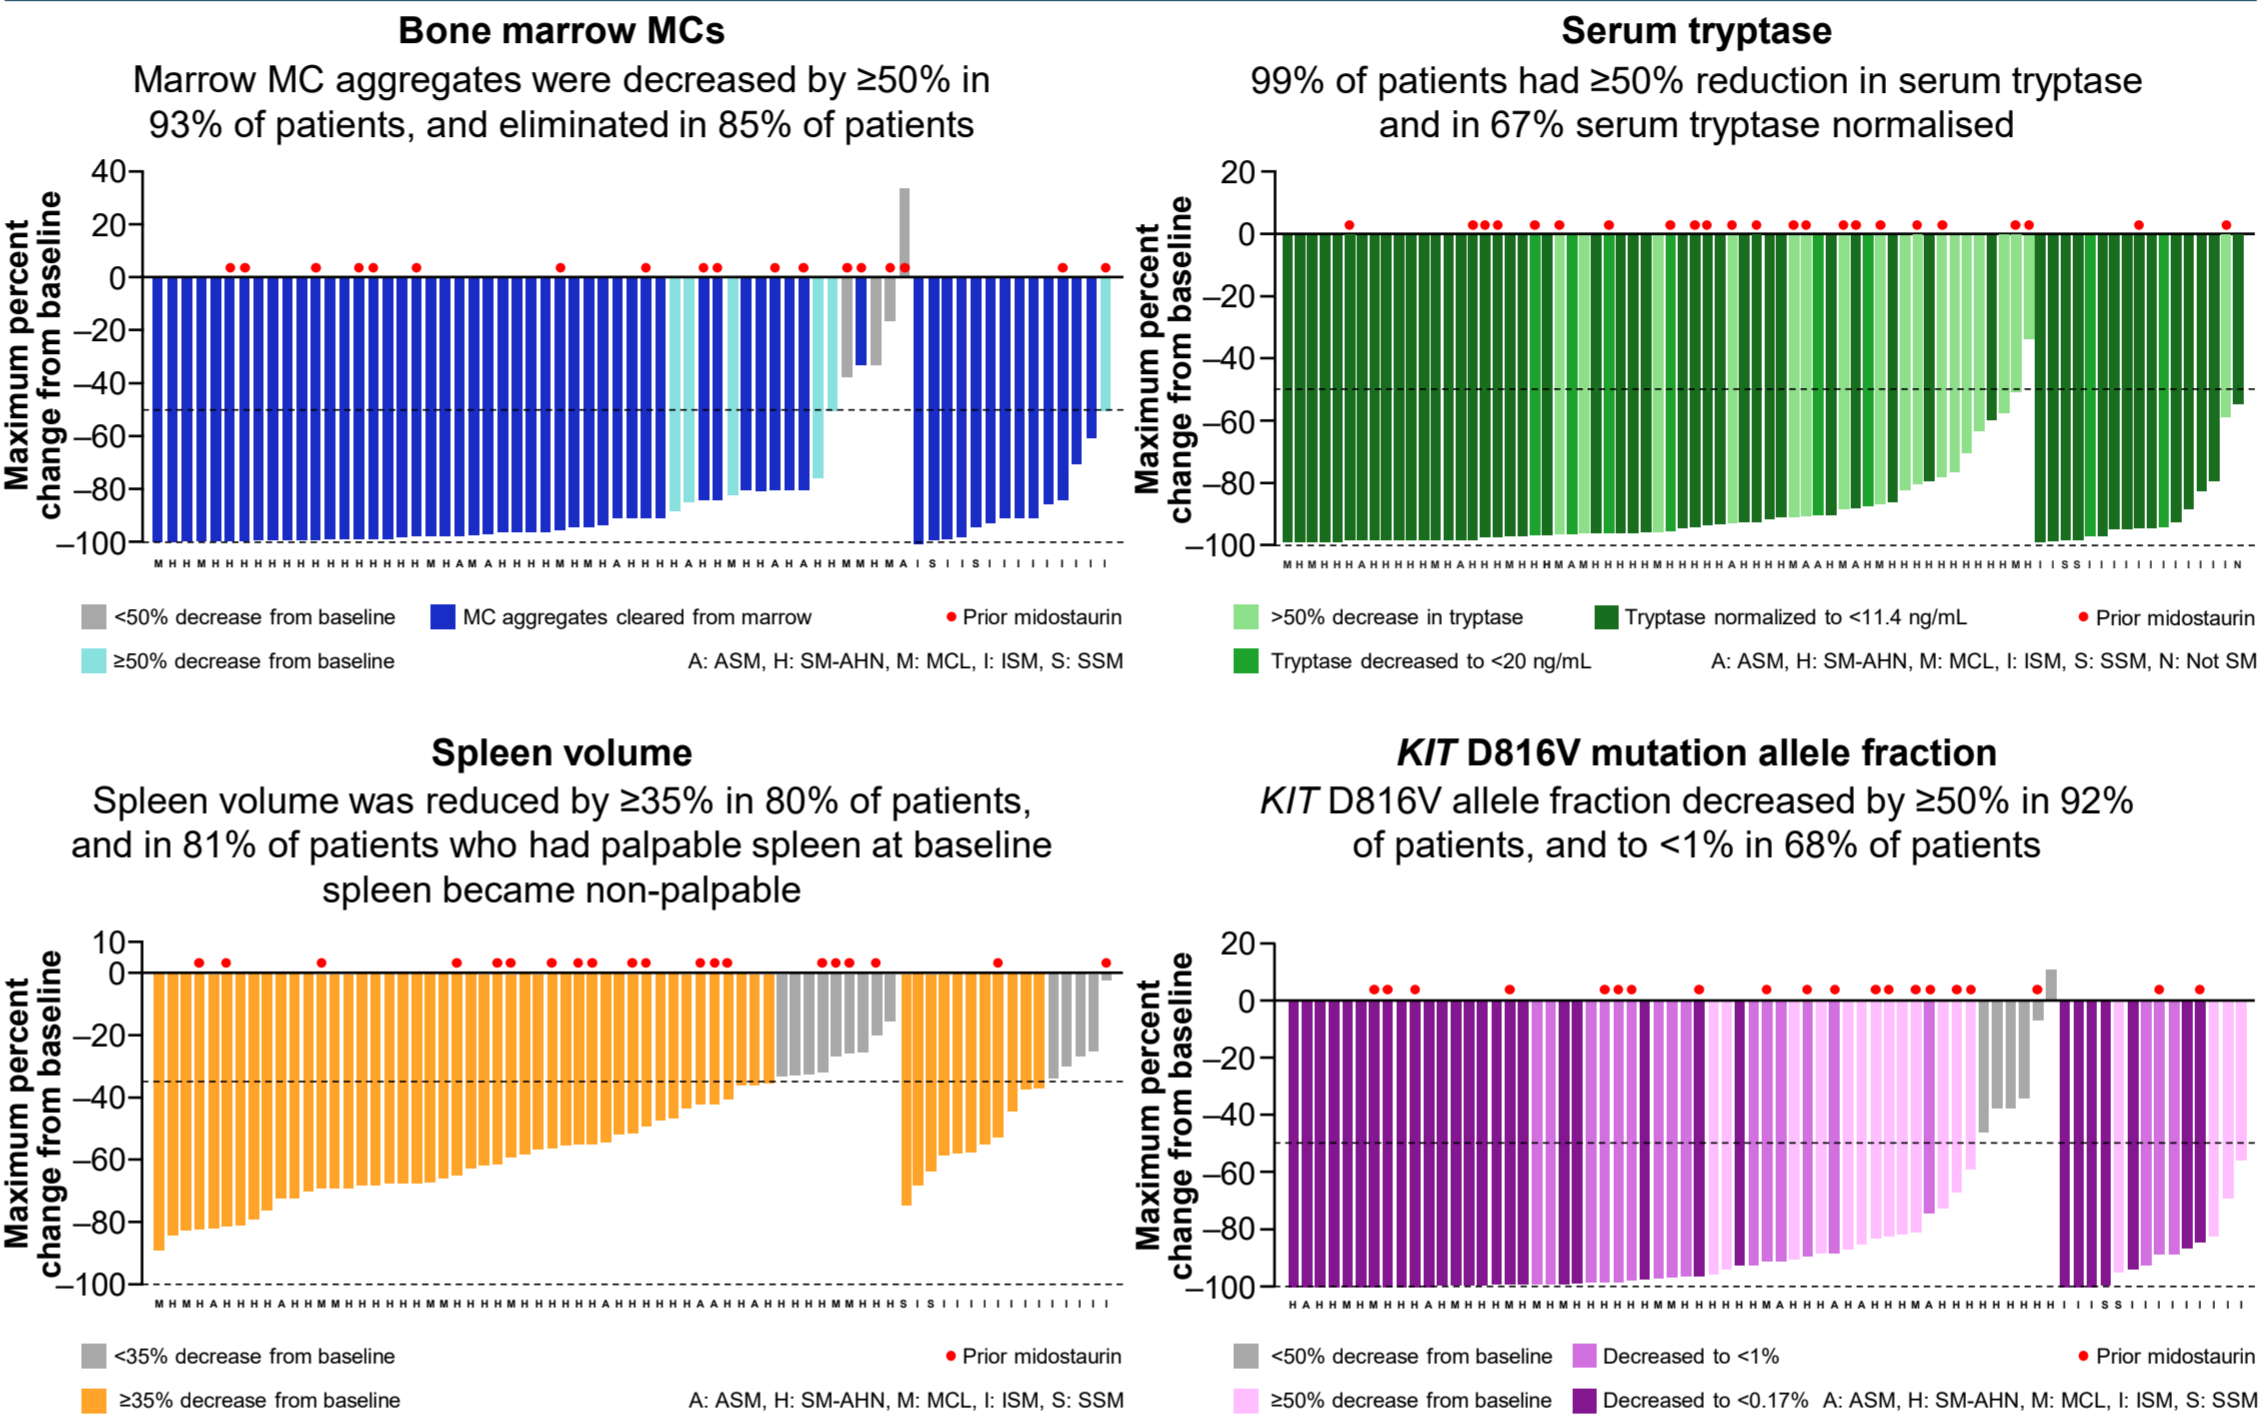 Bone marrow MCs
Marrow MC aggregates were decreased by ≥50% in
93% of patients, and eliminated in 85% of patients
Maximum percent
change from baseline
40
20
0
–20
–40
–60
–80
–100
M H H M H H H H H H H H H H H H H H H M H A M A H H H H M H M H A H H H H A H H M H H A H A H H M M H M A I S I I S I I I I I I I I I
<50% decrease from baseline
MC aggregates cleared from marrow
Prior midostaurin
≥50% decrease from baseline
A: ASM, H: SM-AHN, M: MCL, I: ISM, S: SSM
Serum tryptase
99% of patients had ≥50% reduction in serum tryptase
and in 67% serum tryptase normalised
Maximum percent
change from baseline
20
0
–20
–40
–60
–80
–100
M H M H H H A H H H H H M H A H H H M H H H M A M H H H H H M H H H H H A H H H H M A A H M A H M H H H H H H H H H H M H I I S S I I I I I I I I I I I I N
>50% decrease in tryptase
Tryptase normalized to <11.4 ng/mL
Prior midostaurin
Tryptase decreased to <20 ng/mL
A: ASM, H: SM-AHN, M: MCL, I: ISM, S: SSM, N: Not SM
Spleen volume
Spleen volume was reduced by ≥35% in 80% of patients,
and in 81% of patients who had palpable spleen at baseline
spleen became non-palpable
Maximum percent
change from baseline
10
0
–20
–40
–60
–80
–100
M H M H A H H H H A H H M M H H H H H H M M H H H H M H H H H H H A H H H H H H A A H H A H H H H H M M H H H S I S I I I I I I I I I I I I I
<35% decrease from baseline
Prior midostaurin
≥35% decrease from baseline
A: ASM, H: SM-AHN, M: MCL, I: ISM, S: SSM
KIT D816V mutation allele fraction
KIT D816V allele fraction decreased by ≥50% in 92%
of patients, and to <1% in 68% of patients
Maximum percent
change from baseline
20
0
–20
–40
–60
–80
–100
H A H H M H M H H H A H M H H H M H M H M H H H H H H M M H H H H H H M A H H H A H A H H H M A H H H H H H H H H I I I S S I I I I I I I I I
<50% decrease from baseline
Decreased to <1%
Prior midostaurin
≥50% decrease from baseline
Decreased to <0.17%
A: ASM, H: SM-AHN, M: MCL, I: ISM, S: SSM